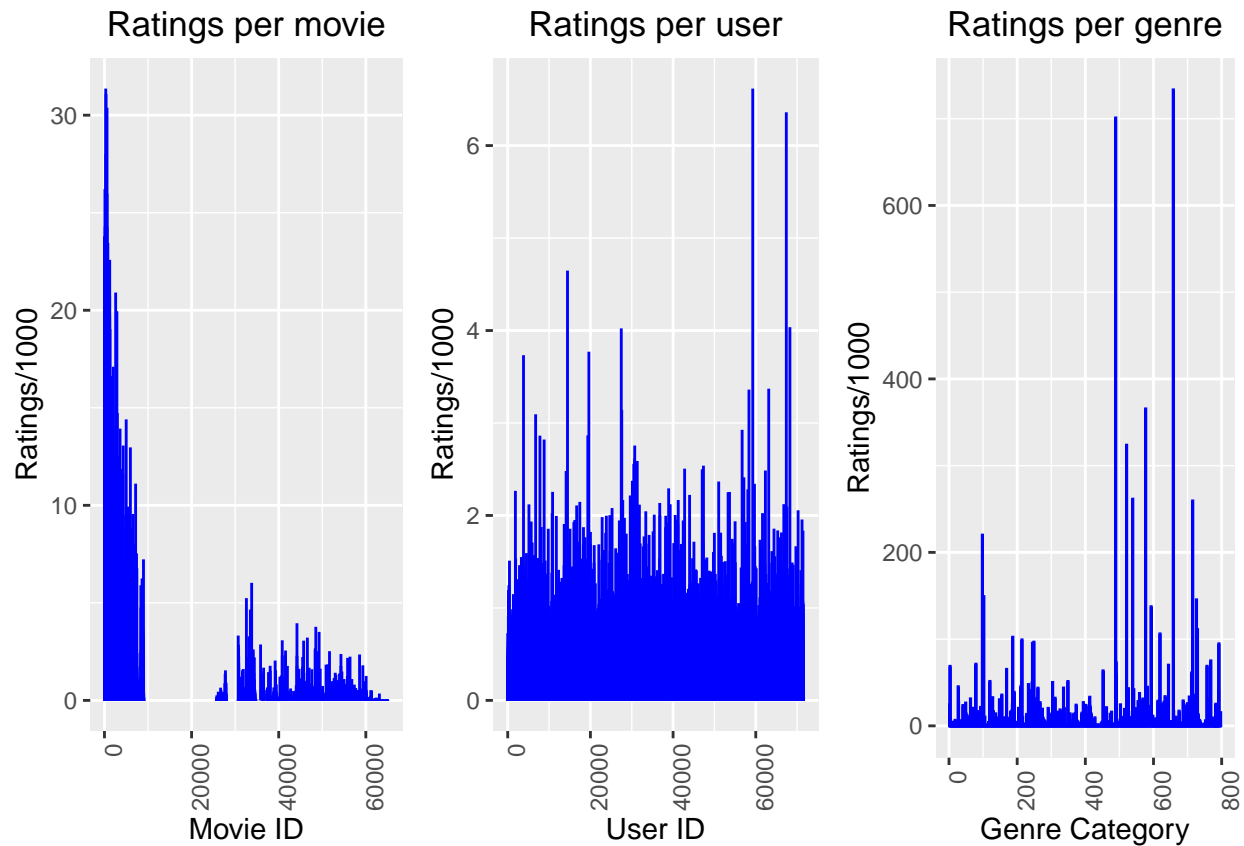 Ratings per movie
Ratings/1000
30
20
10
0
0
20000
40000
60000
Movie ID
Ratings per user
Ratings/1000
6
4
2
0
0
20000
40000
60000
User ID
Ratings per genre
Ratings/1000
600
400
200
0
0
200
400
600
800
Genre Category